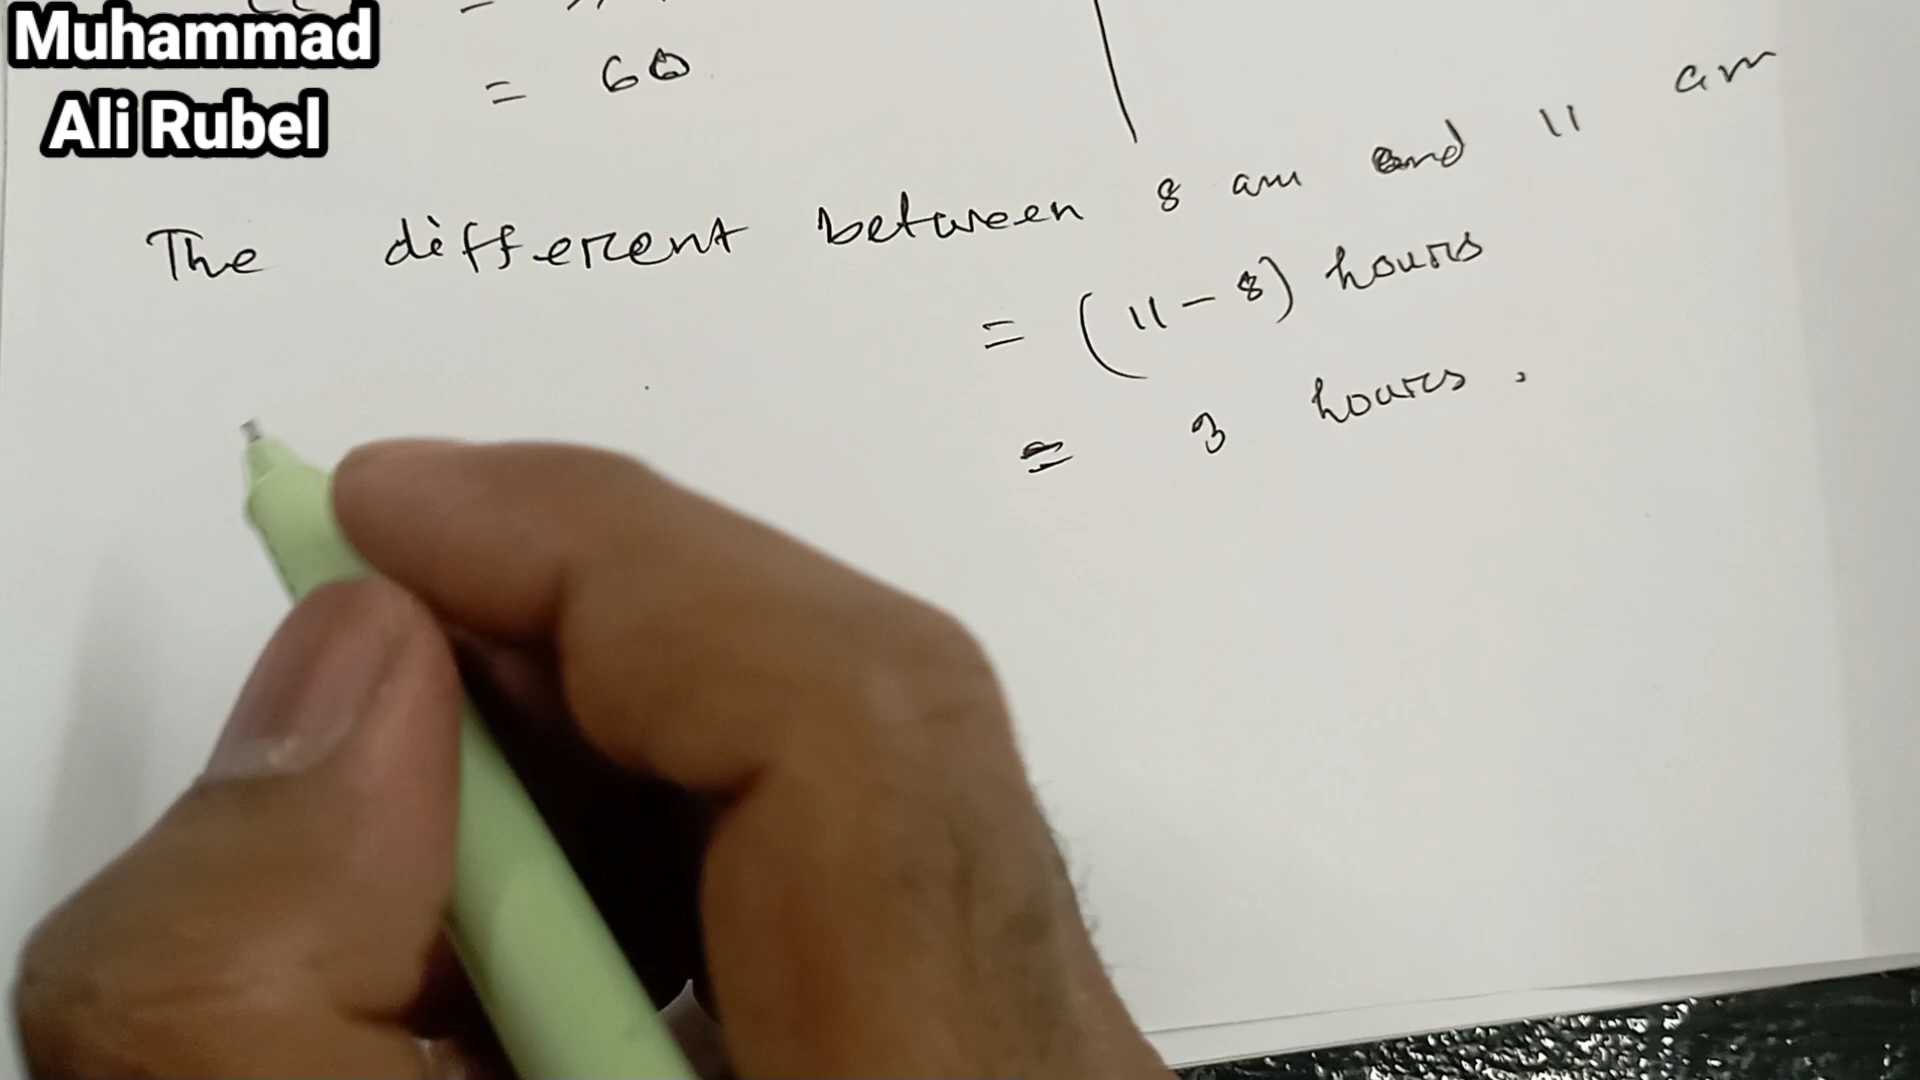 Muhammad
Ali Rubel
= 60
The different between 8 am and 11 am
= (11-8) hours
= 3 hours.